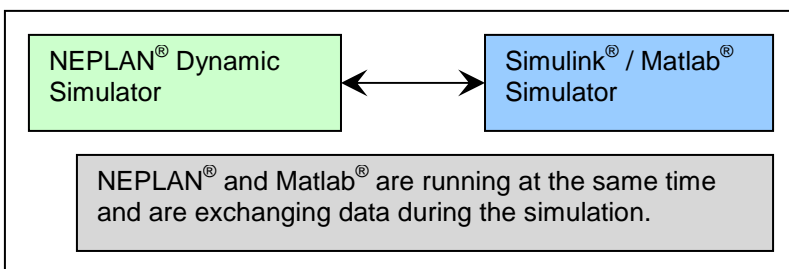 NEPLAN® Dynamic
Simulator
Simulink® / Matlab®
Simulator
NEPLAN® and Matlab® are running at the same time
and are exchanging data during the simulation.